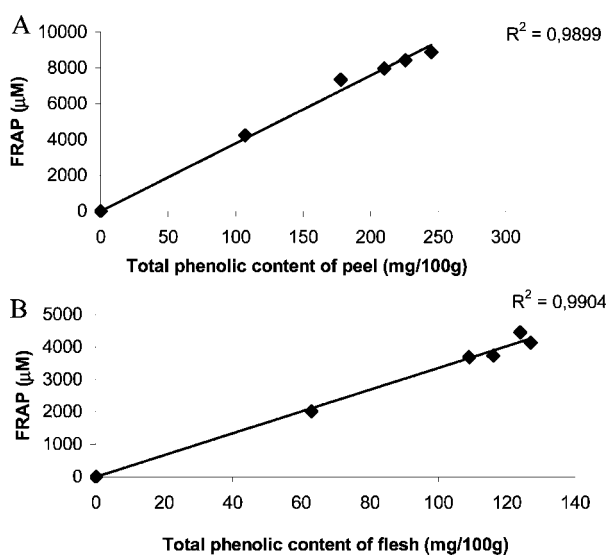 A
R² = 0,9899
FRAP (µM)
10000
8000
6000
4000
2000
0
0 50 100 150 200 250 300
Total phenolic content of peel (mg/100g)
B
R² = 0,9904
FRAP (µM)
5000
4000
3000
2000
1000
0
0 20 40 60 80 100 120 140
Total phenolic content of flesh (mg/100g)